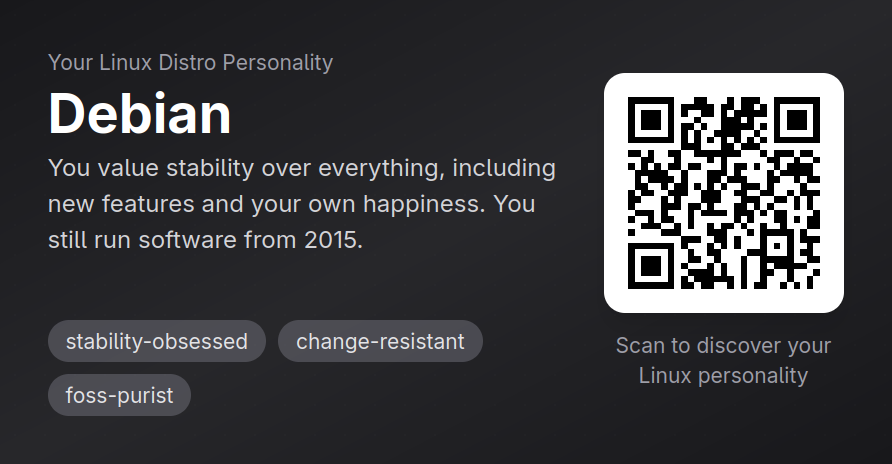 Your Linux Distro Personality
Debian
You value stability over everything, including
new features and your own happiness. You
still run software from 2015.
stability-obsessed
change-resistant
foss-purist
Scan to discover your
Linux personality